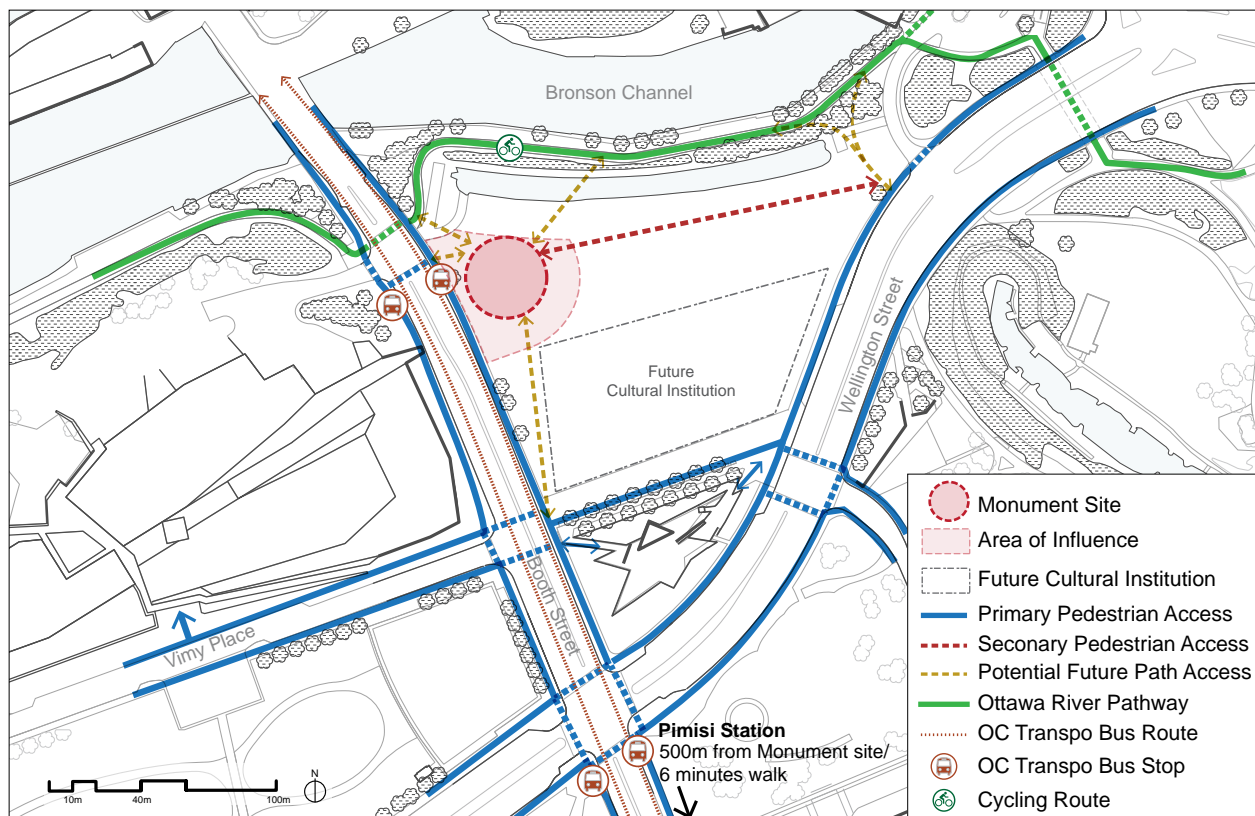 Bronson Channel
Wellington Street
Future
Cultural Institution
Booth Street
Vimy Place
Pimisi Station
500m from Monument site/
6 minutes walk
10m
40m
100m
N
Monument Site
Area of Influence
Future Cultural Institution
Primary Pedestrian Access
Seconary Pedestrian Access
Potential Future Path Access
Ottawa River Pathway
OC Transpo Bus Route
OC Transpo Bus Stop
Cycling Route